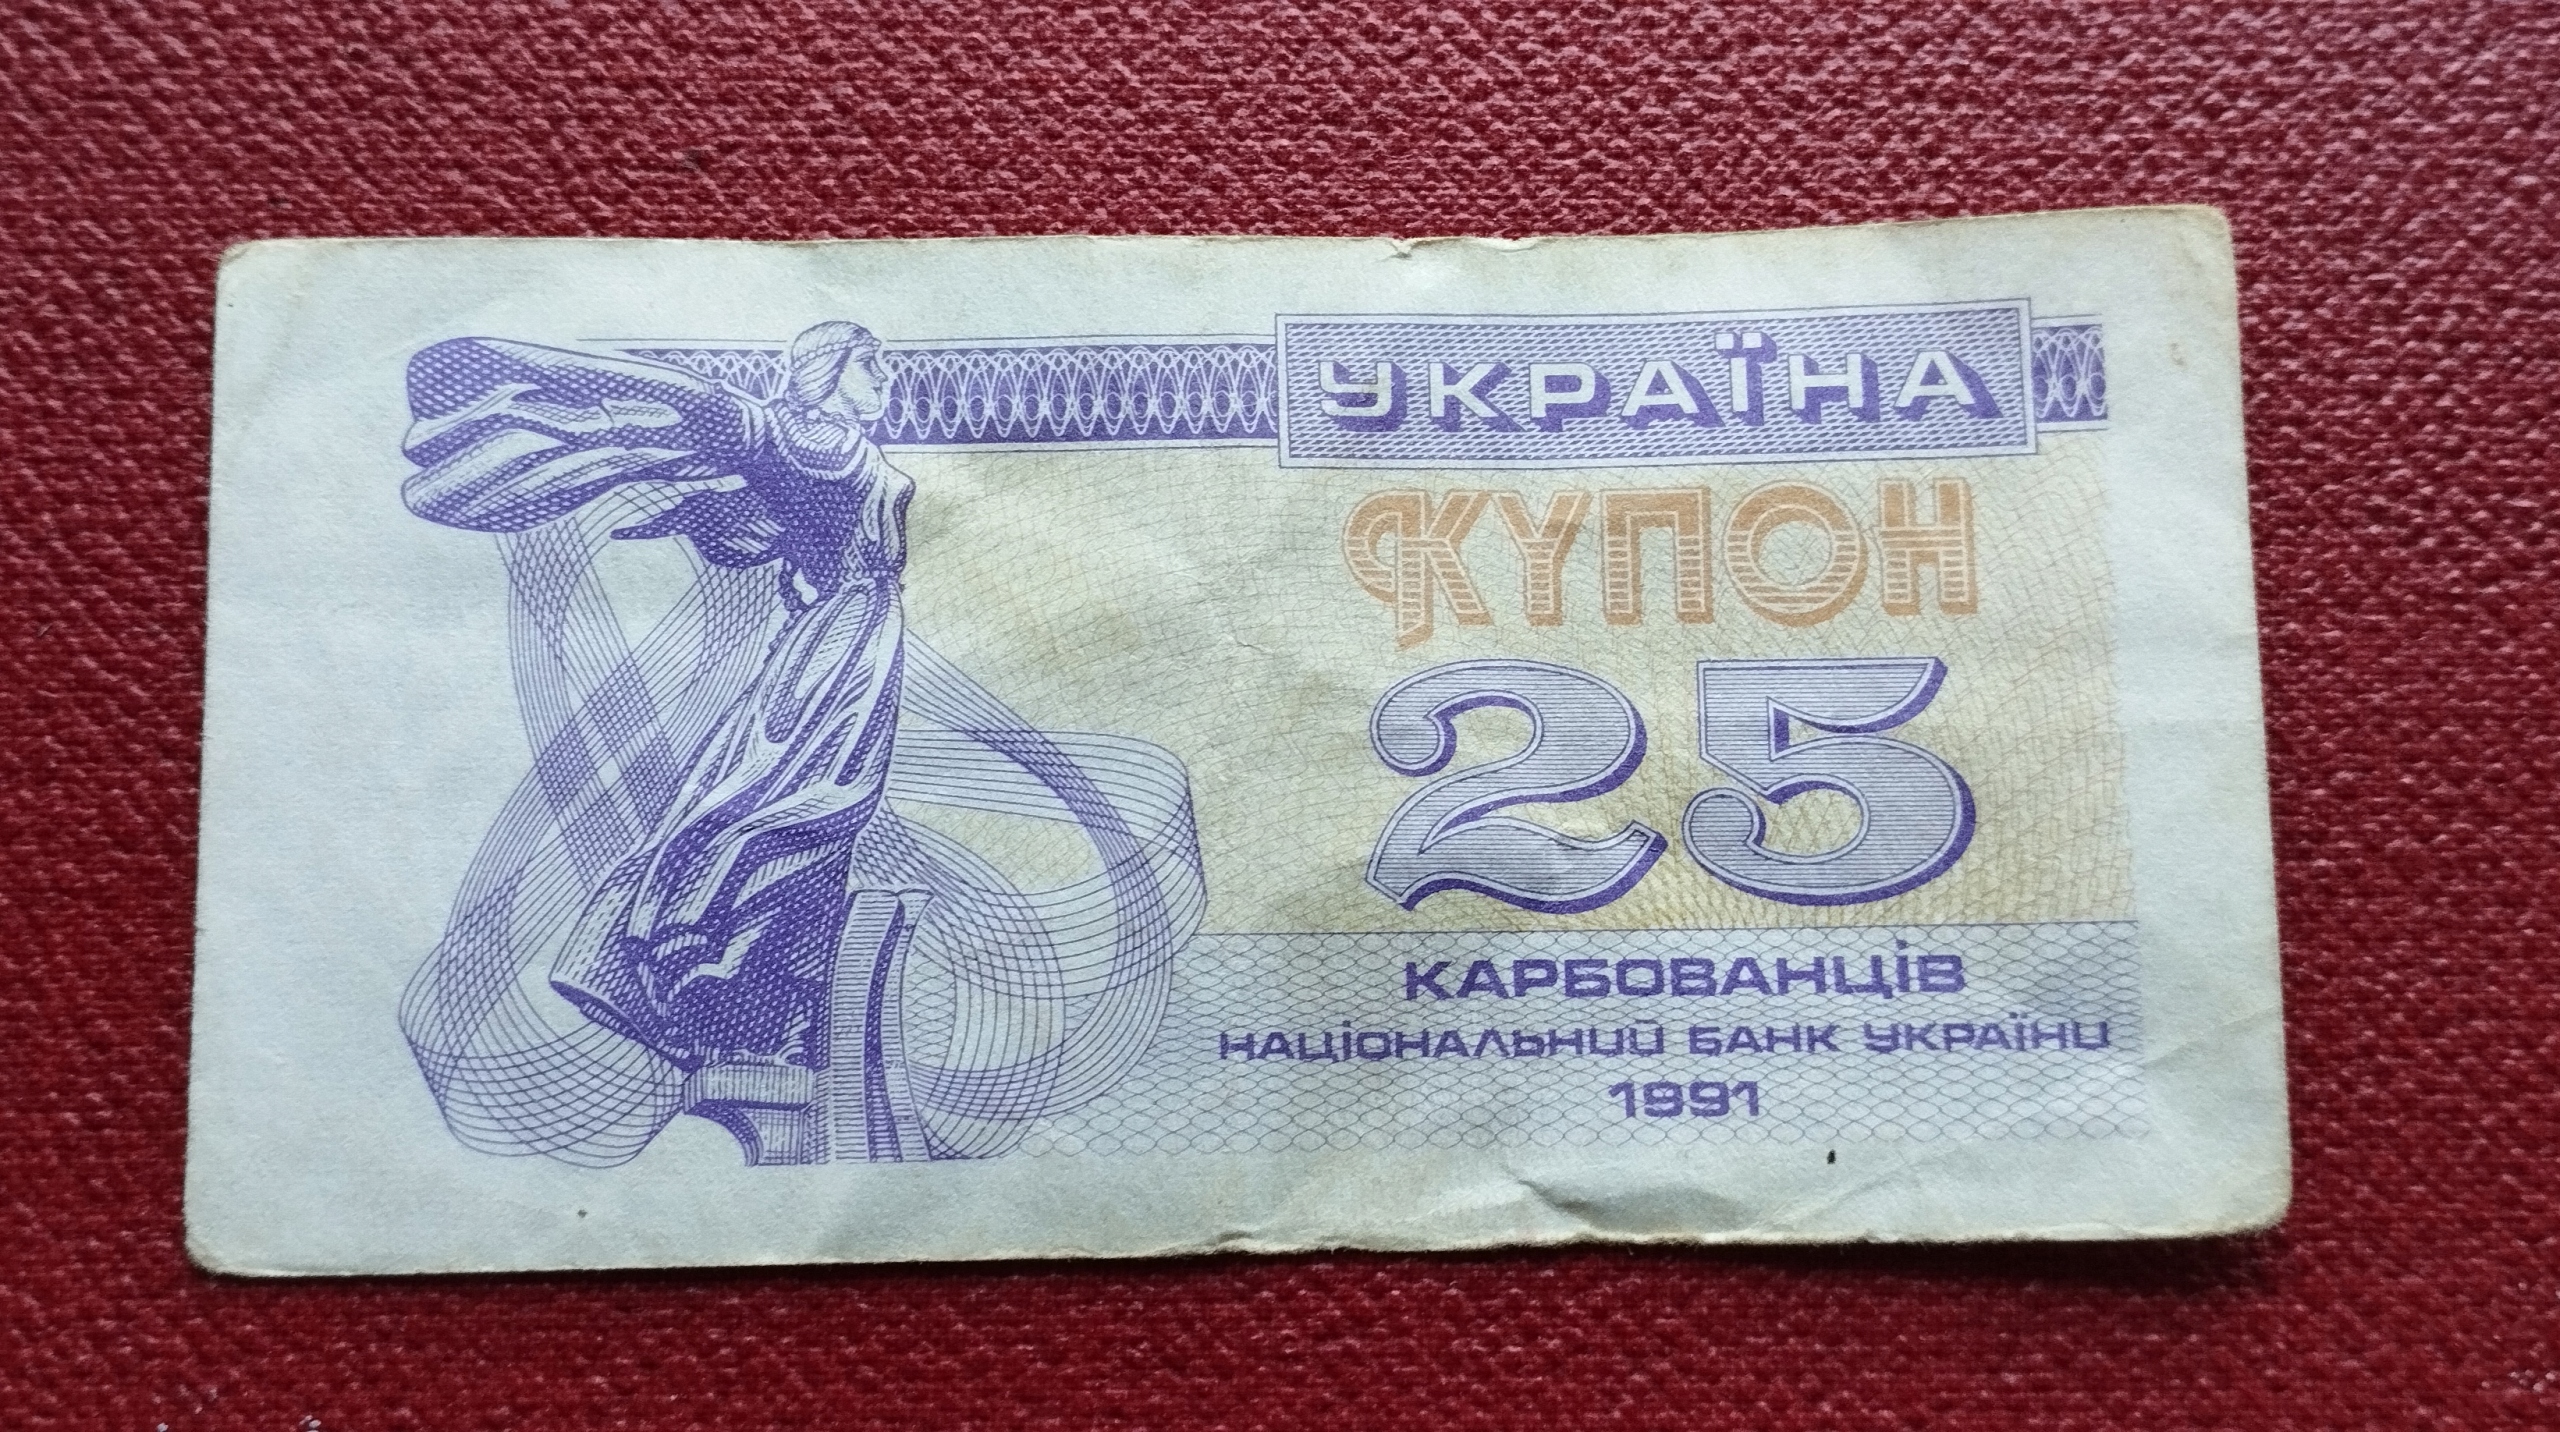 УКРАЇНА
КУПОН
25
КАРБОВАНЦІВ
НАЦІОНАЛЬНИЙ БАНК УКРАЇНИ
1991